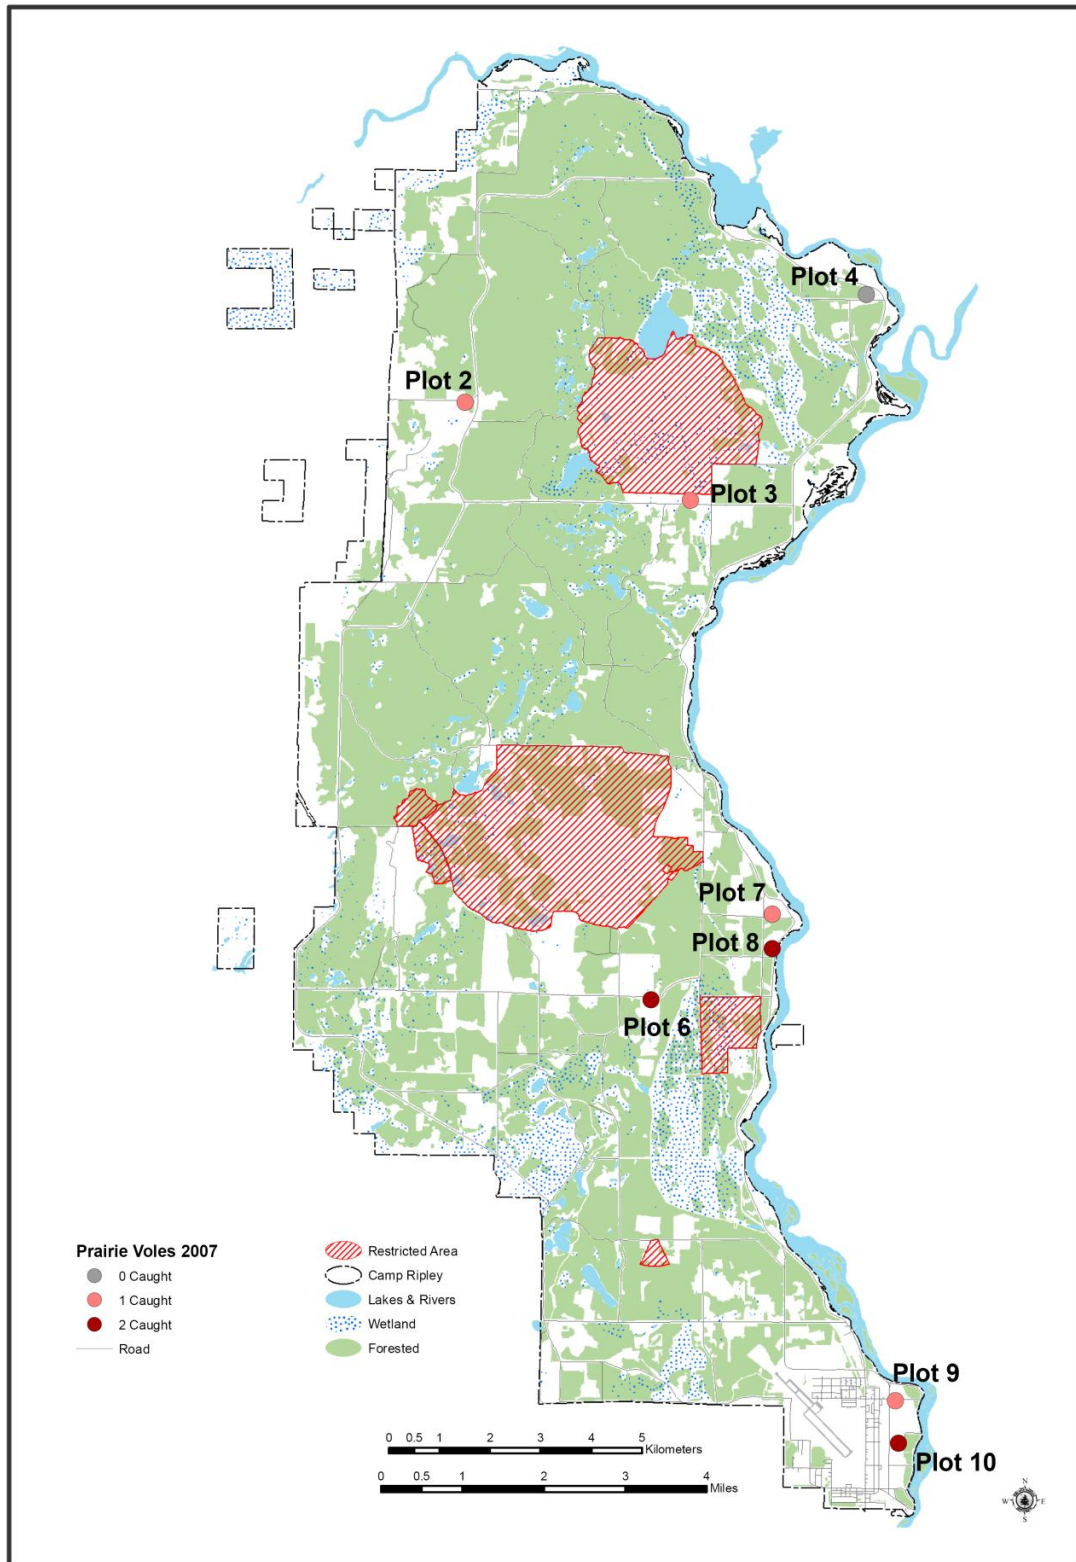 Plot 4
Plot 2
Plot 3
Plot 7
Plot 8
Plot 6
Prairie Voles 2007
0 Caught
1 Caught
2 Caught
Road
Restricted Area
Camp Ripley
Lakes & Rivers
Wetland
Forested
Plot 9
Plot 10
0 0.5 1 2 3 4 5 Kilometers
0 0.5 1 2 3 4 Miles
N
W E
S